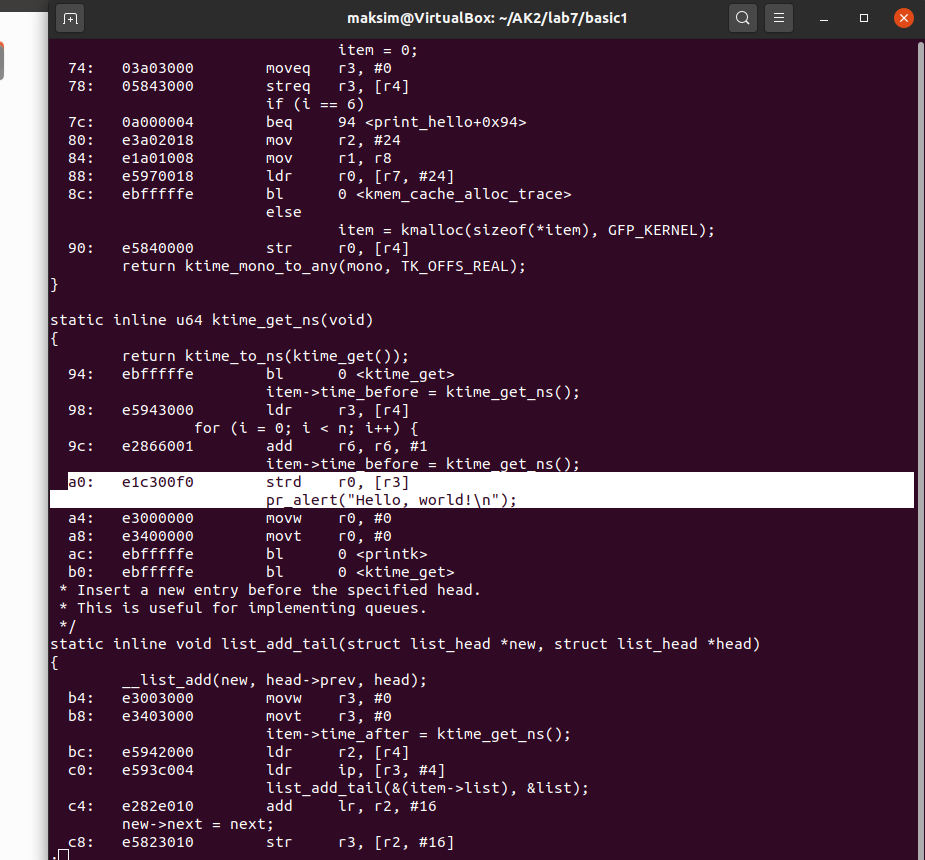 maksim@VirtualBox: ~/AK2/lab7/basic1
item = 0;
74: 03a03000 moveq r3, #0
78: 05843000 streq r3, [r4]
if (i == 6)
7c: 0a000004 beq 94 <print_hello+0x94>
80: e3a02018 mov r2, #24
84: e1a01008 mov r1, r8
88: e5970018 ldr r0, [r7, #24]
8c: ebfffffe bl 0 <kmem_cache_alloc_trace>
else
item = kmalloc(sizeof(*item), GFP_KERNEL);
90: e5840000 str r0, [r4]
return ktime_mono_to_any(mono, TK_OFFS_REAL);
}
static inline u64 ktime_get_ns(void)
{
return ktime_to_ns(ktime_get());
94: ebfffffe bl 0 <ktime_get>
item->time_before = ktime_get_ns();
98: e5943000 ldr r3, [r4]
for (i = 0; i < n; i++) {
9c: e2866001 add r6, r6, #1
item->time_before = ktime_get_ns();
a0: e1c300f0 strd r0, [r3]
pr_alert("Hello, world!\n");
a4: e3000000 movw r0, #0
a8: e3400000 movt r0, #0
ac: ebfffffe bl 0 <printk>
b0: ebfffffe bl 0 <ktime_get>
* Insert a new entry before the specified head.
* This is useful for implementing queues.
*/
static inline void list_add_tail(struct list_head *new, struct list_head *head)
{
__list_add(new, head->prev, head);
b4: e3003000 movw r3, #0
b8: e3403000 movt r3, #0
item->time_after = ktime_get_ns();
bc: e5942000 ldr r2, [r4]
c0: e593c004 ldr ip, [r3, #4]
list_add_tail(&(item->list), &list);
c4: e282e010 add lr, r2, #16
new->next = next;
c8: e5823010 str r3, [r2, #16]
: